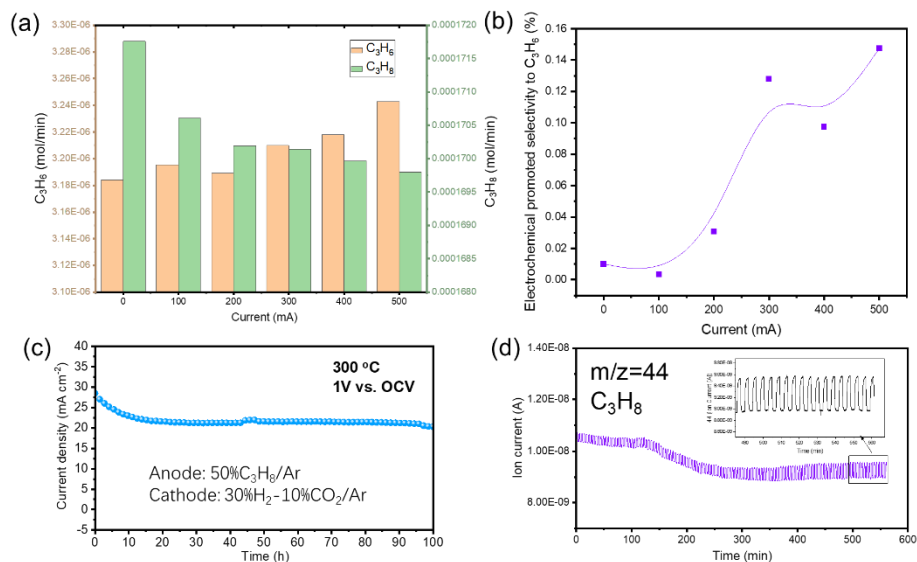 (a)
3.30E-06
3.28E-06
3.26E-06
3.24E-06
3.22E-06
3.20E-06
3.18E-06
3.16E-06
3.14E-06
3.12E-06
3.10E-06
C₃H₆ (mol/min)
C₃H₆
C₃H₈
0.0001720
0.0001715
0.0001710
0.0001705
0.0001700
0.0001695
0.0001690
0.0001685
0.0001680
C₃H₈ (mol/min)
0 100 200 300 400 500
Current (mA)
(b)
Electrochemical promoted selectivity to C₃H₆ (%)
0.16
0.14
0.12
0.10
0.08
0.06
0.04
0.02
0.00
0 100 200 300 400 500
Current (mA)
(c)
Current density (mA cm⁻²)
40
35
30
25
20
15
10
5
0
-5
300 ºC
1V vs. OCV
Anode: 50%C₃H₈/Ar
Cathode: 30%H₂-10%CO₂/Ar
0 10 20 30 40 50 60 70 80 90 100
Time (h)
(d)
Ion current (A)
1.40E-08
1.20E-08
1.00E-08
8.00E-09
m/z=44
C₃H₈
Time (min)
0 100 200 300 400 500 600
Time (min)